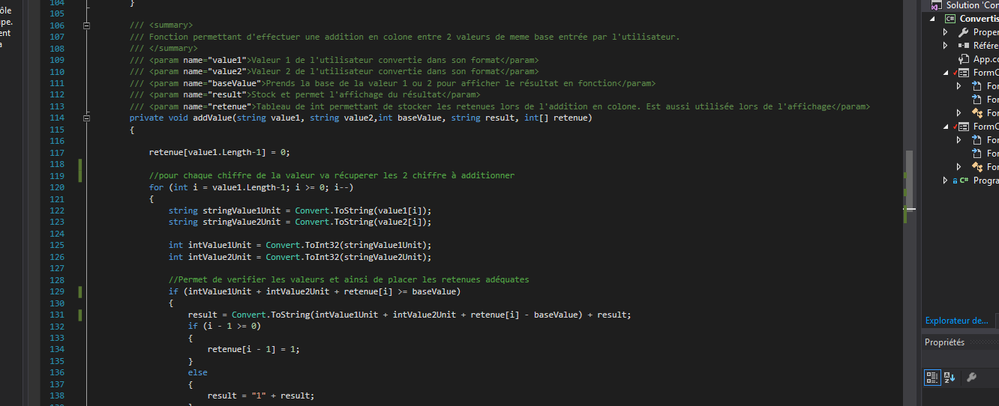 ôle
ipe.
ent
a
104 }
105
106 /// <summary>
107 /// Fonction permettant d'effectuer une addition en colone entre 2 valeurs de meme base entrée par l'utilisateur.
108 /// </summary>
109 /// <param name="value1">Valeur 1 de l'utilisateur convertie dans son format</param>
110 /// <param name="value2">Valeur 2 de l'utilisateur convertie dans son format</param>
111 /// <param name="baseValue">Prends la base de la valeur 1 ou 2 pour afficher le résultat en fonction</param>
112 /// <param name="result">Stock et permet l'affichage du résultat</param>
113 /// <param name="retenue">Tableau de int permettant de stocker les retenues lors de l'addition en colone. Est aussi utilisée lors de l'affichage</param>
114 private void addValue(string value1, string value2,int baseValue, string result, int[] retenue)
115 {
116
117 retenue[value1.Length-1] = 0;
118
119 //pour chaque chiffre de la valeur va récuperer les 2 chiffre à additionner
120 for (int i = value1.Length-1; i >= 0; i--)
121 {
122 string stringValue1Unit = Convert.ToString(value1[i]);
123 string stringValue2Unit = Convert.ToString(value2[i]);
124
125 int intValue1Unit = Convert.ToInt32(stringValue1Unit);
126 int intValue2Unit = Convert.ToInt32(stringValue2Unit);
127
128 //Permet de verifier les valeurs et ainsi de placer les retenues adéquates
129 if (intValue1Unit + intValue2Unit + retenue[i] >= baseValue)
130 {
131 result = Convert.ToString(intValue1Unit + intValue2Unit + retenue[i] - baseValue) + result;
132 if (i - 1 >= 0)
133 {
134 retenue[i - 1] = 1;
135 }
136 else
137 {
138 result = "1" + result;
Solution 'Con
C# Convertis
Proper
Référe
App.co
FormC
For
For
For
FormC
For
For
For
C# Progra
Explorateur de...
Propriétés